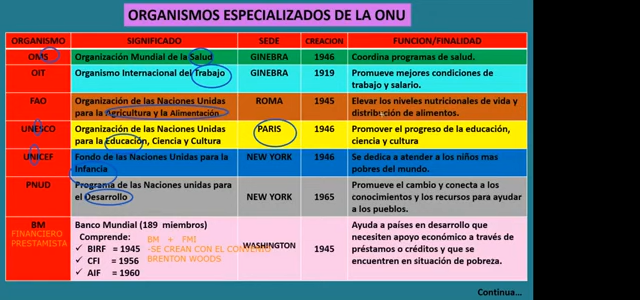 ORGANISMOS ESPECIALIZADOS DE LA ONU
ORGANISMO SIGNIFICADO SEDE CREACION FUNCION/FINALIDAD
OMS Organización Mundial de la Salud GINEBRA 1946 Coordina programas de salud.
OIT Organismo Internacional del Trabajo GINEBRA 1919 Promueve mejores condiciones de
trabajo y salario.
FAO Organización de las Naciones Unidas ROMA 1945 Elevar los niveles nutricionales de vida y
para la Agricultura y la Alimentación. distribución de alimentos.
UNESCO Organización de las Naciones Unidas PARIS 1946 Promover el progreso de la educación,
para la Educación, Ciencia y Cultura ciencia y cultura
UNICEF Fondo de las Naciones Unidas para la NEW YORK 1946 Se dedica a atender a los niños mas
Infancia pobres del mundo.
PNUD Programa de las Naciones unidas para NEW YORK 1965 Promueve el cambio y conecta a los
el Desarrollo conocimientos y los recursos para ayudar
a los pueblos.
BM Banco Mundial (189 miembros) WASHINGTON 1945 Ayuda a países en desarrollo que
Comprende: necesiten apoyo económico a través de
✓ BIRF = 1945 préstamos o créditos y que se
✓ CFI = 1956 encuentren en situación de pobreza.
✓ AIF = 1960
FINANCIERO
PRESTAMISTA
BM + FMI
-SE CREAN CON EL CONVENIO
BRENTON WOODS
Continua...